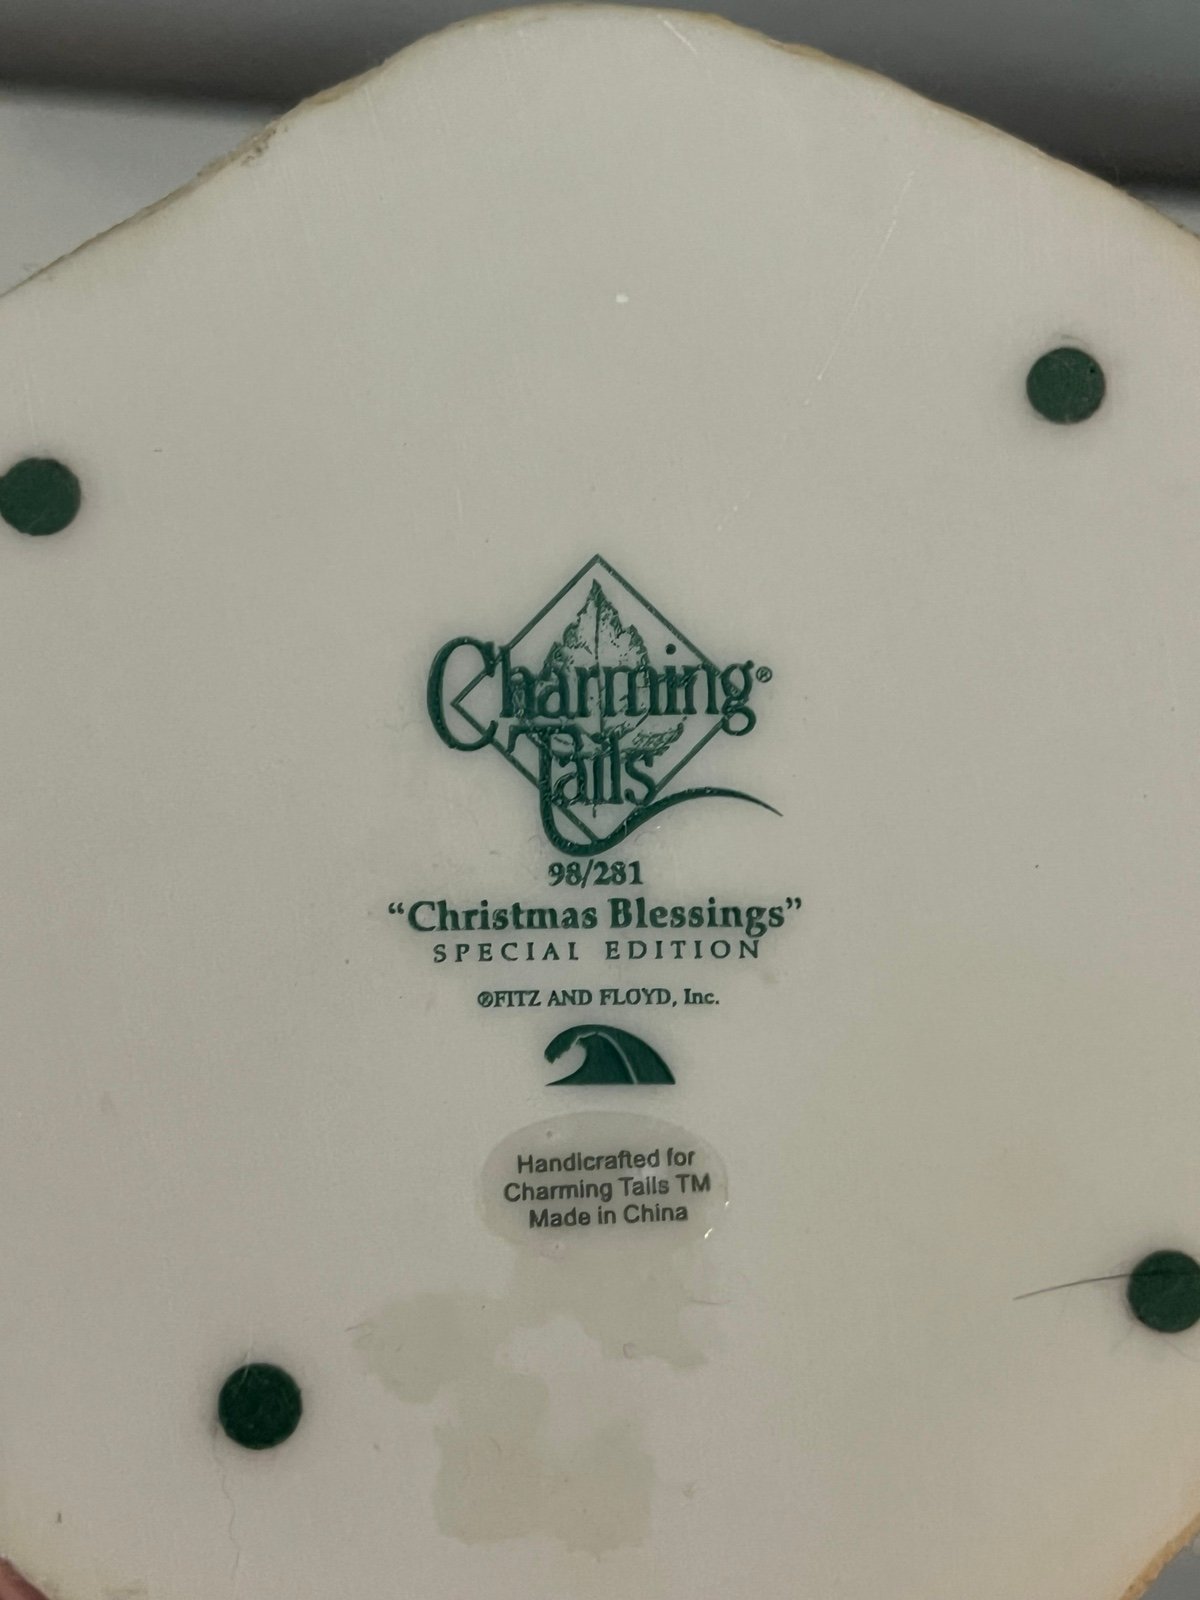 Charming®
Tails
98/281
“Christmas Blessings”
SPECIAL EDITION
®FITZ AND FLOYD, Inc.
Handicrafted for
Charming Tails TM
Made in China